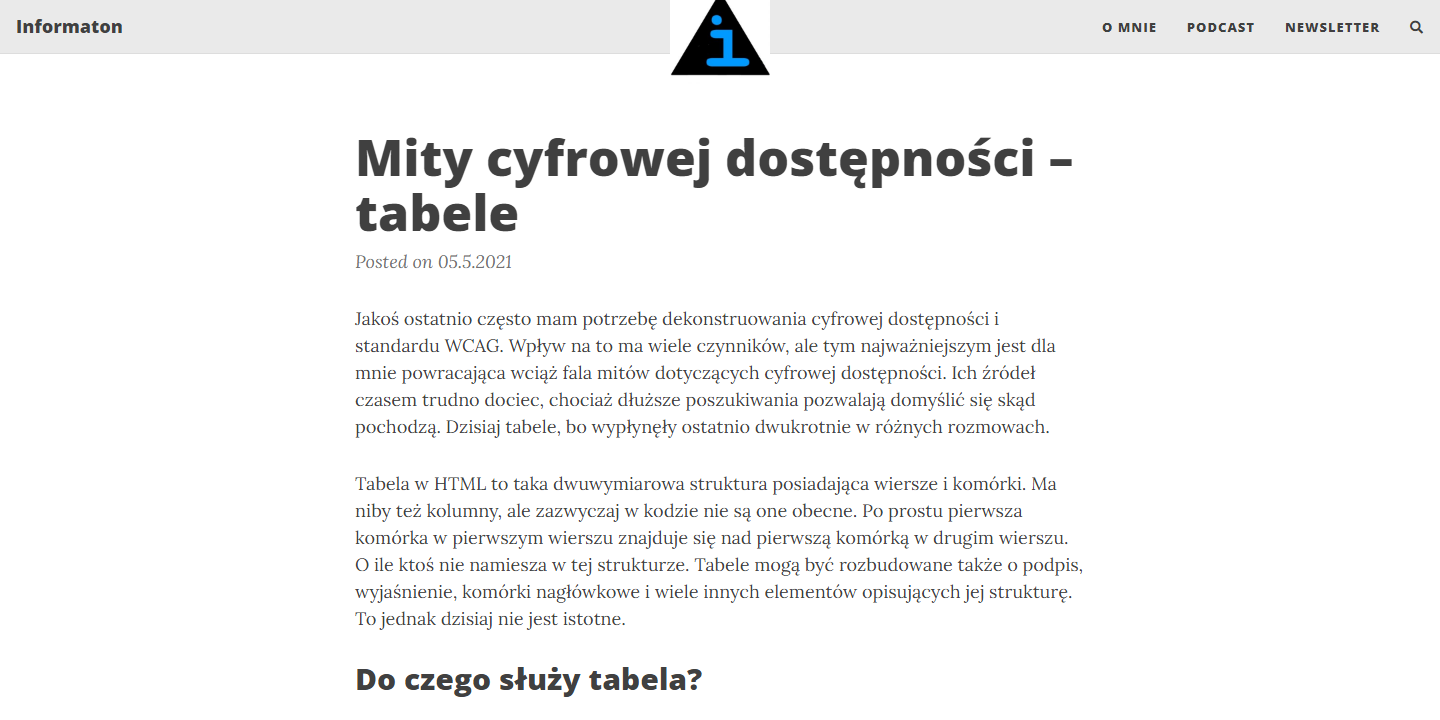 Informaton
i
O MNIE
PODCAST
NEWSLETTER
Mity cyfrowej dostępności –
tabele
Posted on 05.5.2021
Jakoś ostatnio często mam potrzebę dekonstruowania cyfrowej dostępności i
standardu WCAG. Wpływ na to ma wiele czynników, ale tym najważniejszym jest dla
mnie powracająca wciąż fala mitów dotyczących cyfrowej dostępności. Ich źródeł
czasem trudno dociec, chociaż dłuższe poszukiwania pozwalają domyślić się skąd
pochodzą. Dzisiaj tabele, bo wypłynęły ostatnio dwukrotnie w różnych rozmowach.
Tabela w HTML to taka dwuwymiarowa struktura posiadająca wiersze i komórki. Ma
niby też kolumny, ale zazwyczaj w kodzie nie są one obecne. Po prostu pierwsza
komórka w pierwszym wierszu znajduje się nad pierwszą komórką w drugim wierszu.
O ile ktoś nie namiesza w tej strukturze. Tabele mogą być rozbudowane także o podpis,
wyjaśnienie, komórki nagłówkowe i wiele innych elementów opisujących jej strukturę.
To jednak dzisiaj nie jest istotne.
Do czego służy tabela?